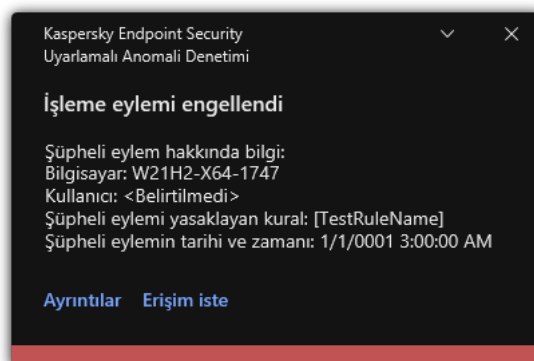 Kaspersky Endpoint Security
Uyarlamalı Anomali Denetimi
İşleme eylemi engellendi
Şüpheli eylem hakkında bilgi:
Bilgisayar: W21H2-X64-1747
Kullanıcı: <Belirtilmedi>
Şüpheli eylemi yasaklayan kural: [TestRuleName]
Şüpheli eylemin tarihi ve zamanı: 1/1/0001 3:00:00 AM
Ayrıntılar Erişim iste